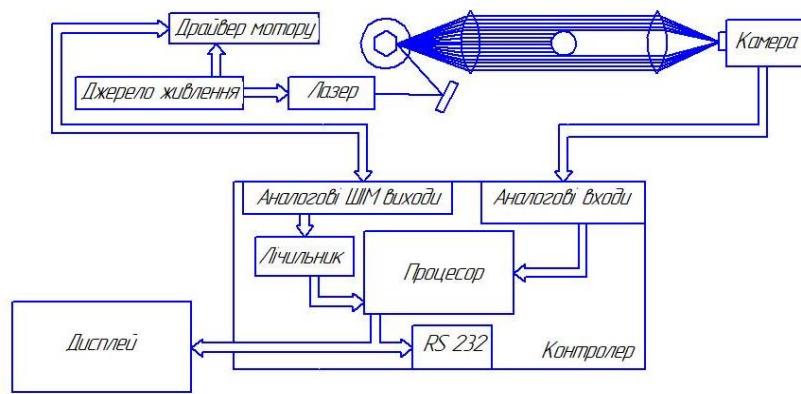 Драйвер мотору
Камера
Джерело живлення
Лазер
Аналогові ШІМ виходи
Аналогові входи
Лічильник
Процесор
Дисплей
RS 232
Контролер